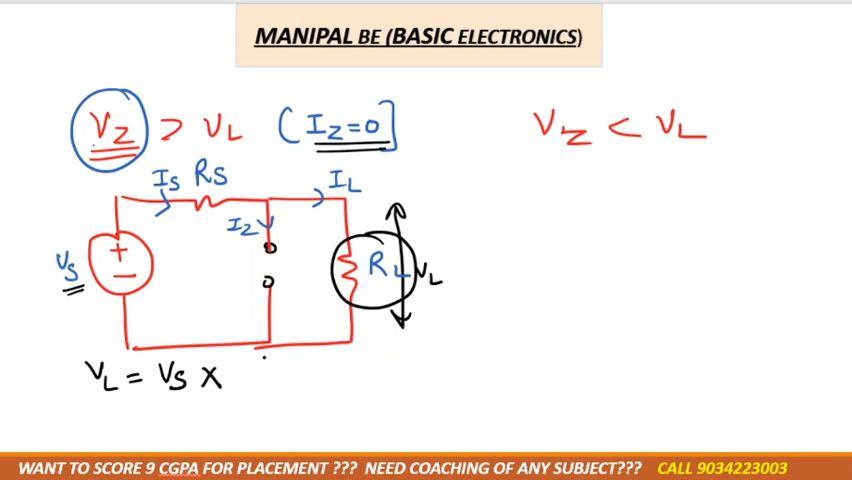 MANIPAL BE (BASIC ELECTRONICS)
VZ > VL (IZ=0]
VZ < VL
IS RS
IL
IZ
VS
+
−
RL
VL
VL = VS X
WANT TO SCORE 9 CGPA FOR PLACEMENT ??? NEED COACHING OF ANY SUBJECT??? CALL 9034223003